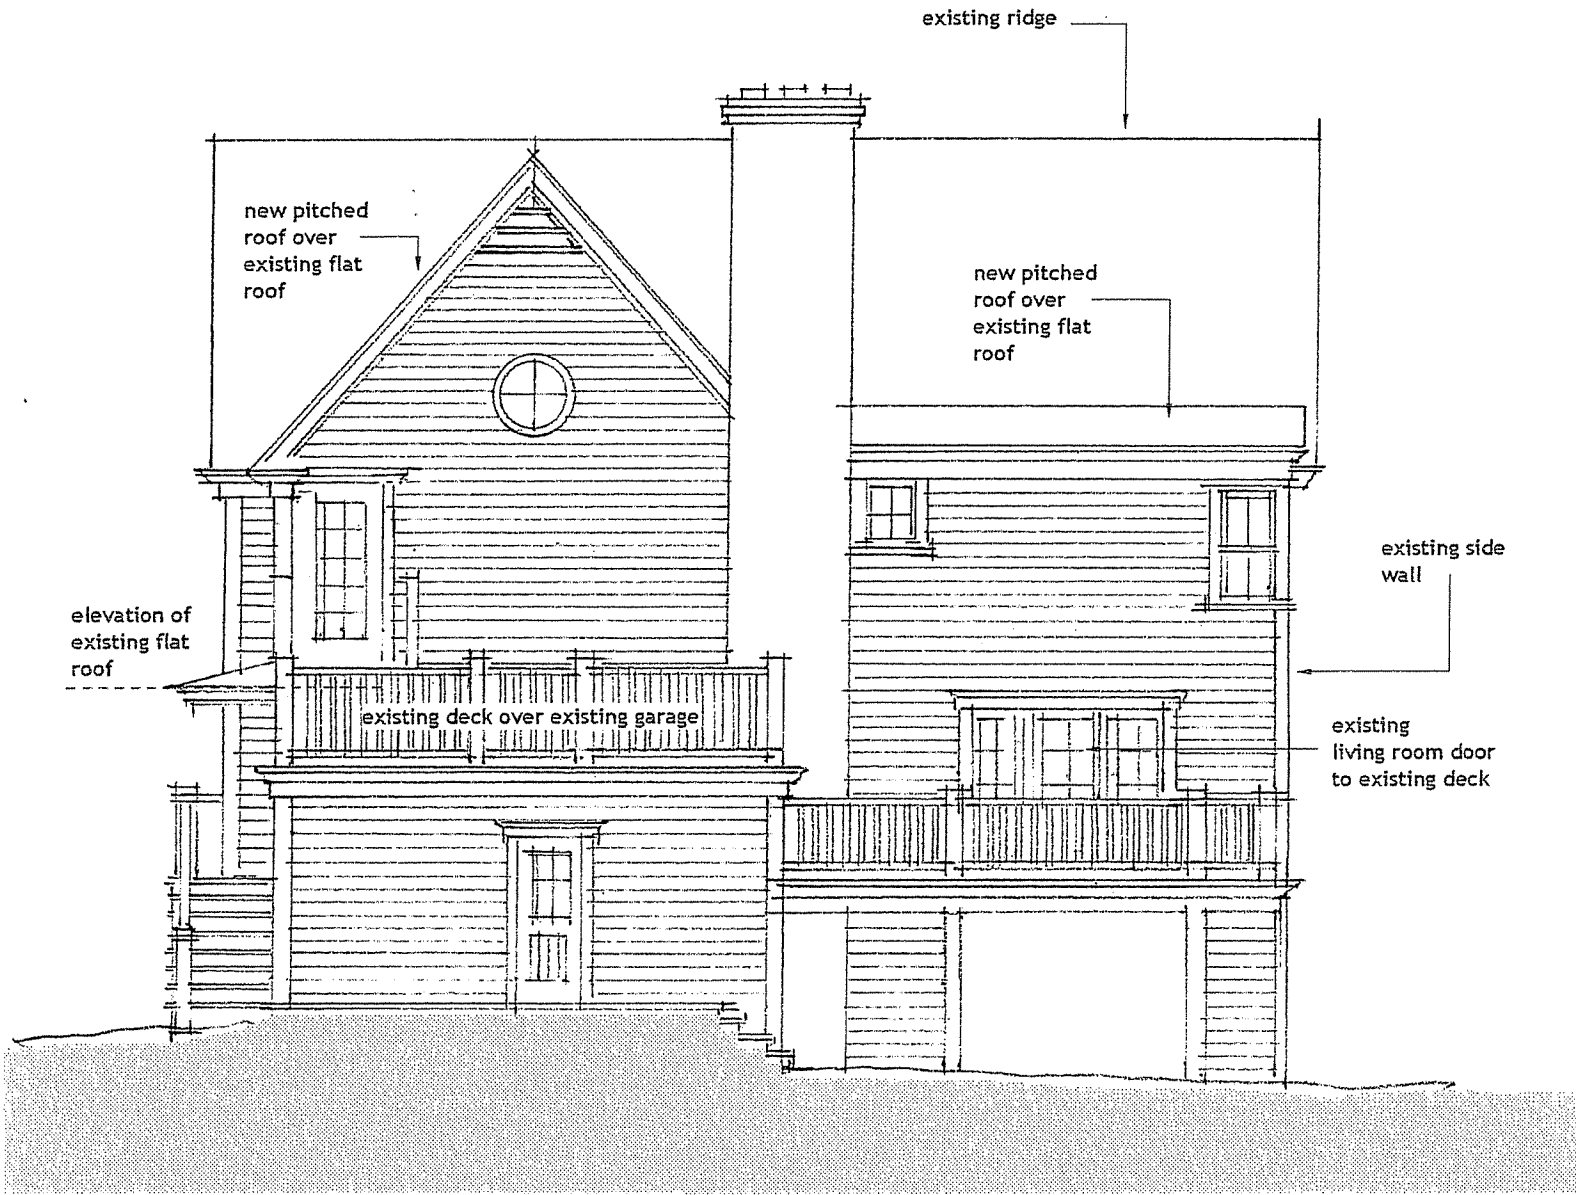 existing ridge
new pitched
roof over
existing flat
roof
new pitched
roof over
existing flat
roof
existing side
wall
elevation of
existing flat
roof
existing deck over existing garage
existing
living room door
to existing deck